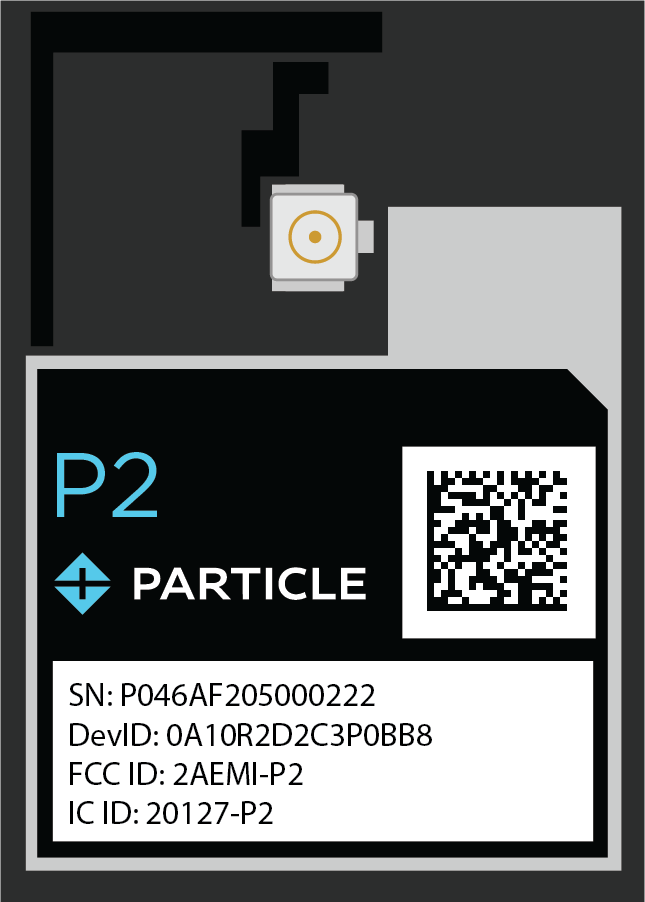 P2
PARTICLE
SN: P046AF205000222
DevID: 0A10R2D2C3P0BB8
FCC ID: 2AEMI-P2
IC ID: 20127-P2